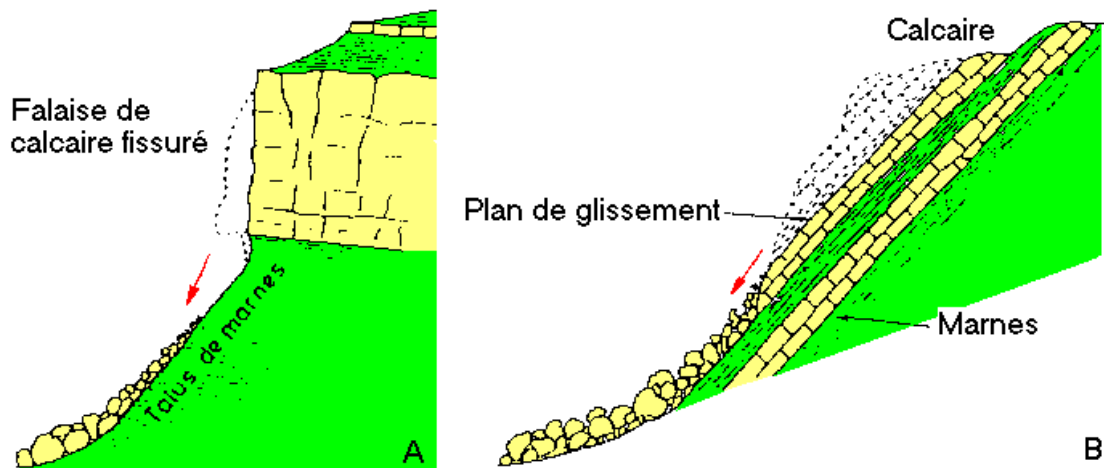 Falaise de
calcaire fissuré
Talus de marnes
A
Calcaire
Plan de glissement
Marnes
B